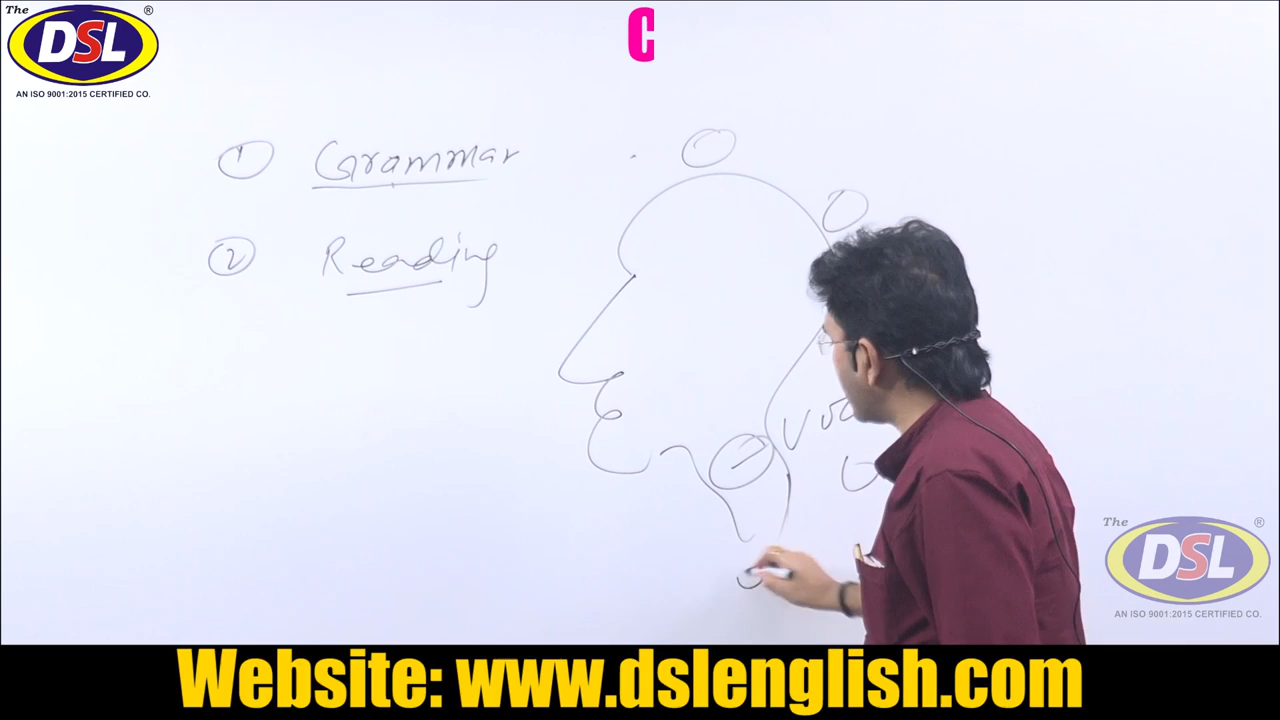 The
®
DSL
AN ISO 9001:2015 CERTIFIED CO.
C
1 Grammar
2 Reading
The
®
DSL
AN ISO 9001:2015 CERTIFIED CO.
Website: www.dslenglish.com